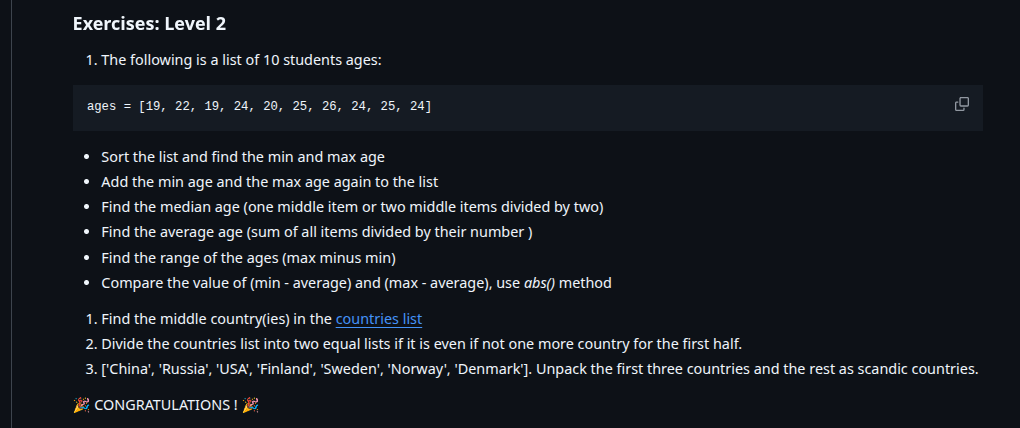 Exercises: Level 2
1. The following is a list of 10 students ages:
ages = [19, 22, 19, 24, 20, 25, 26, 24, 25, 24]
• Sort the list and find the min and max age
• Add the min age and the max age again to the list
• Find the median age (one middle item or two middle items divided by two)
• Find the average age (sum of all items divided by their number )
• Find the range of the ages (max minus min)
• Compare the value of (min - average) and (max - average), use abs() method
1. Find the middle country(ies) in the countries list
2. Divide the countries list into two equal lists if it is even if not one more country for the first half.
3. ['China', 'Russia', 'USA', 'Finland', 'Sweden', 'Norway', 'Denmark']. Unpack the first three countries and the rest as scandic countries.
🎉 CONGRATULATIONS ! 🎉